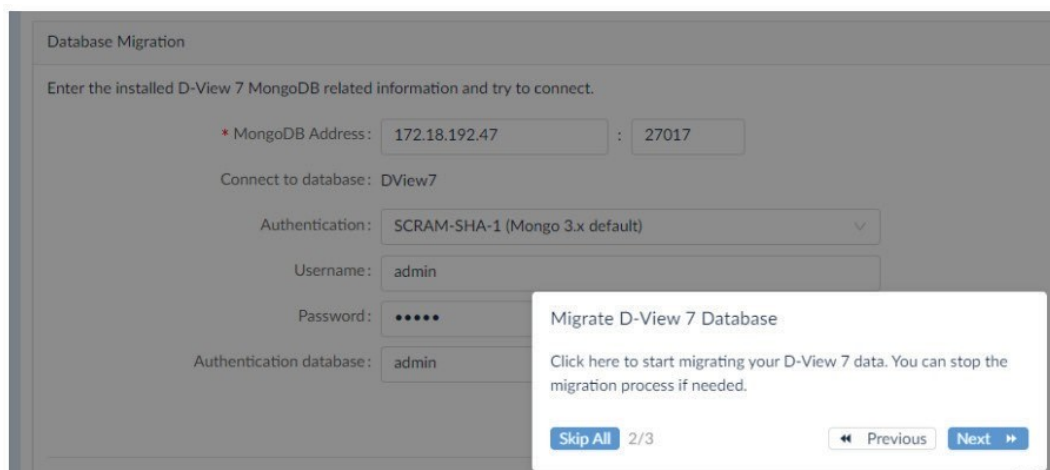 Database Migration
Enter the installed D-View 7 MongoDB related information and try to connect.
* MongoDB Address: 172.18.192.47 : 27017
Connect to database: DView7
Authentication: SCRAM-SHA-1 (Mongo 3.x default)
Username: admin
Password: •••••
Authentication database: admin
Migrate D-View 7 Database
Click here to start migrating your D-View 7 data. You can stop the
migration process if needed.
Skip All 2/3 Previous Next